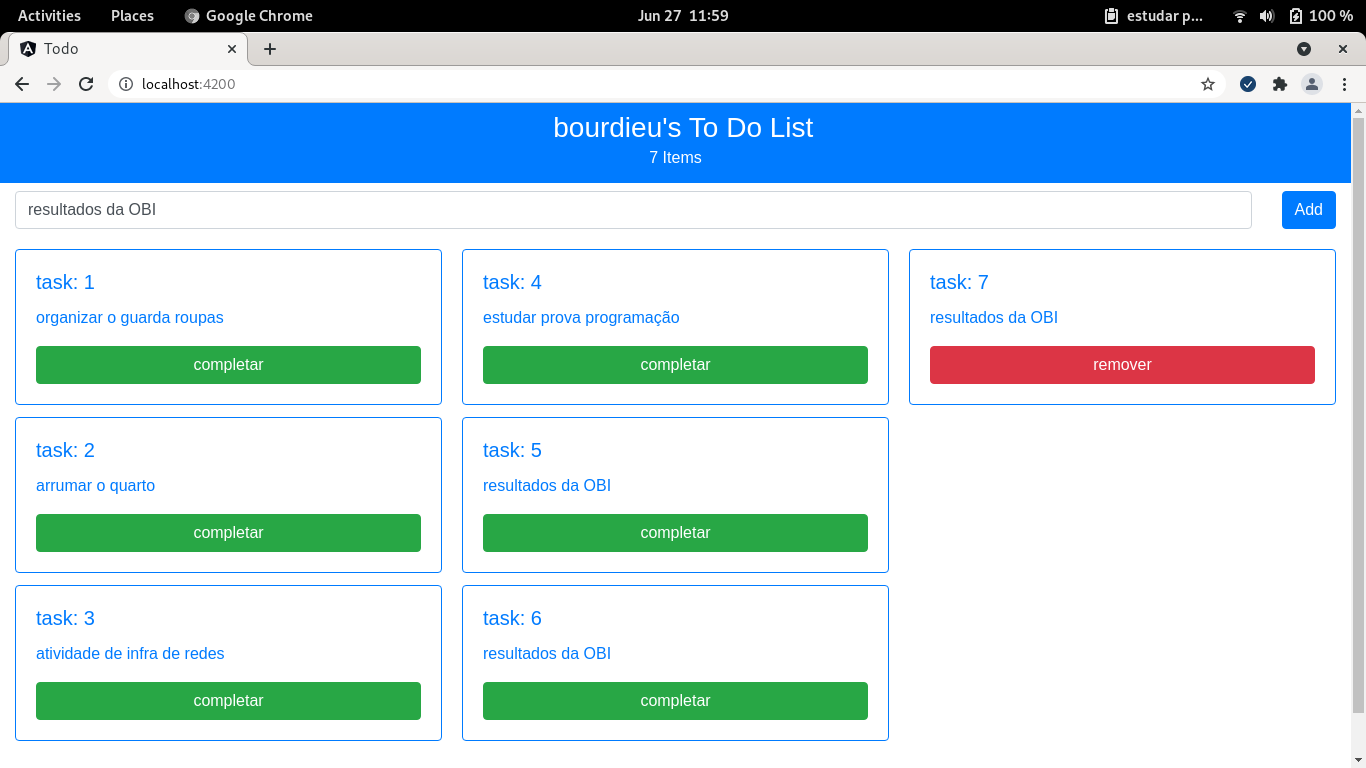 Activities Places Google Chrome Jun 27 11:59 estudar p... 100 %
Todo
localhost:4200
bourdieu's To Do List
7 Items
resultados da OBI Add
task: 1
organizar o guarda roupas
completar
task: 2
arrumar o quarto
completar
task: 3
atividade de infra de redes
completar
task: 4
estudar prova programação
completar
task: 5
resultados da OBI
completar
task: 6
resultados da OBI
completar
task: 7
resultados da OBI
remover